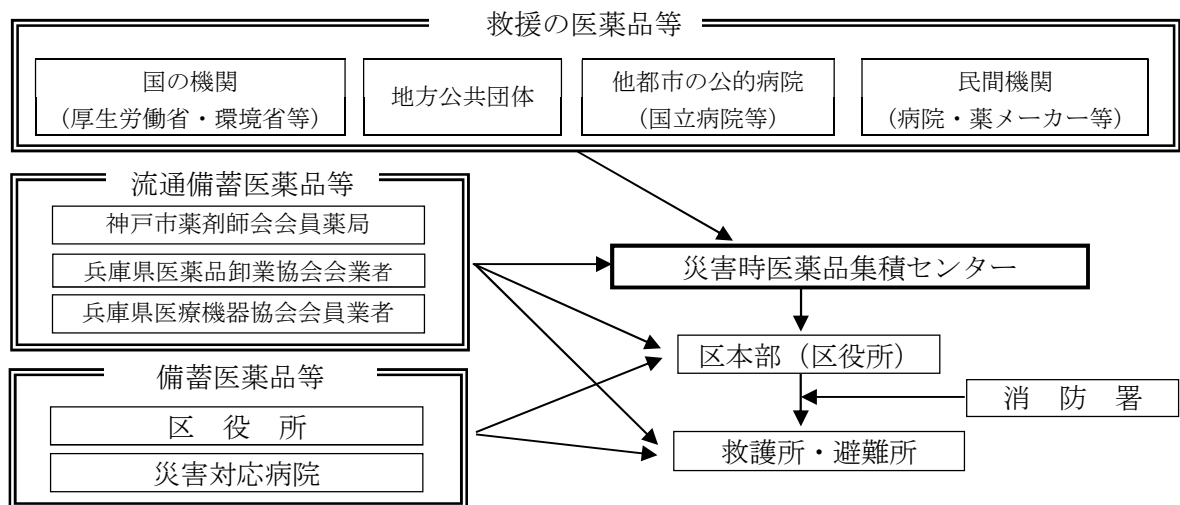 救援の医薬品等
国の機関
(厚生労働省・環境省等)
地方公共団体
他都市の公的病院
(国立病院等)
民間機関
(病院・薬メーカー等)
流通備蓄医薬品等
神戸市薬剤師会会員薬局
兵庫県医薬品卸業協会会業者
兵庫県医療機器協会会員業者
災害時医薬品集積センター
区本部（区役所）
消　防　署
救護所・避難所
備蓄医薬品等
区　役　所
災害対応病院